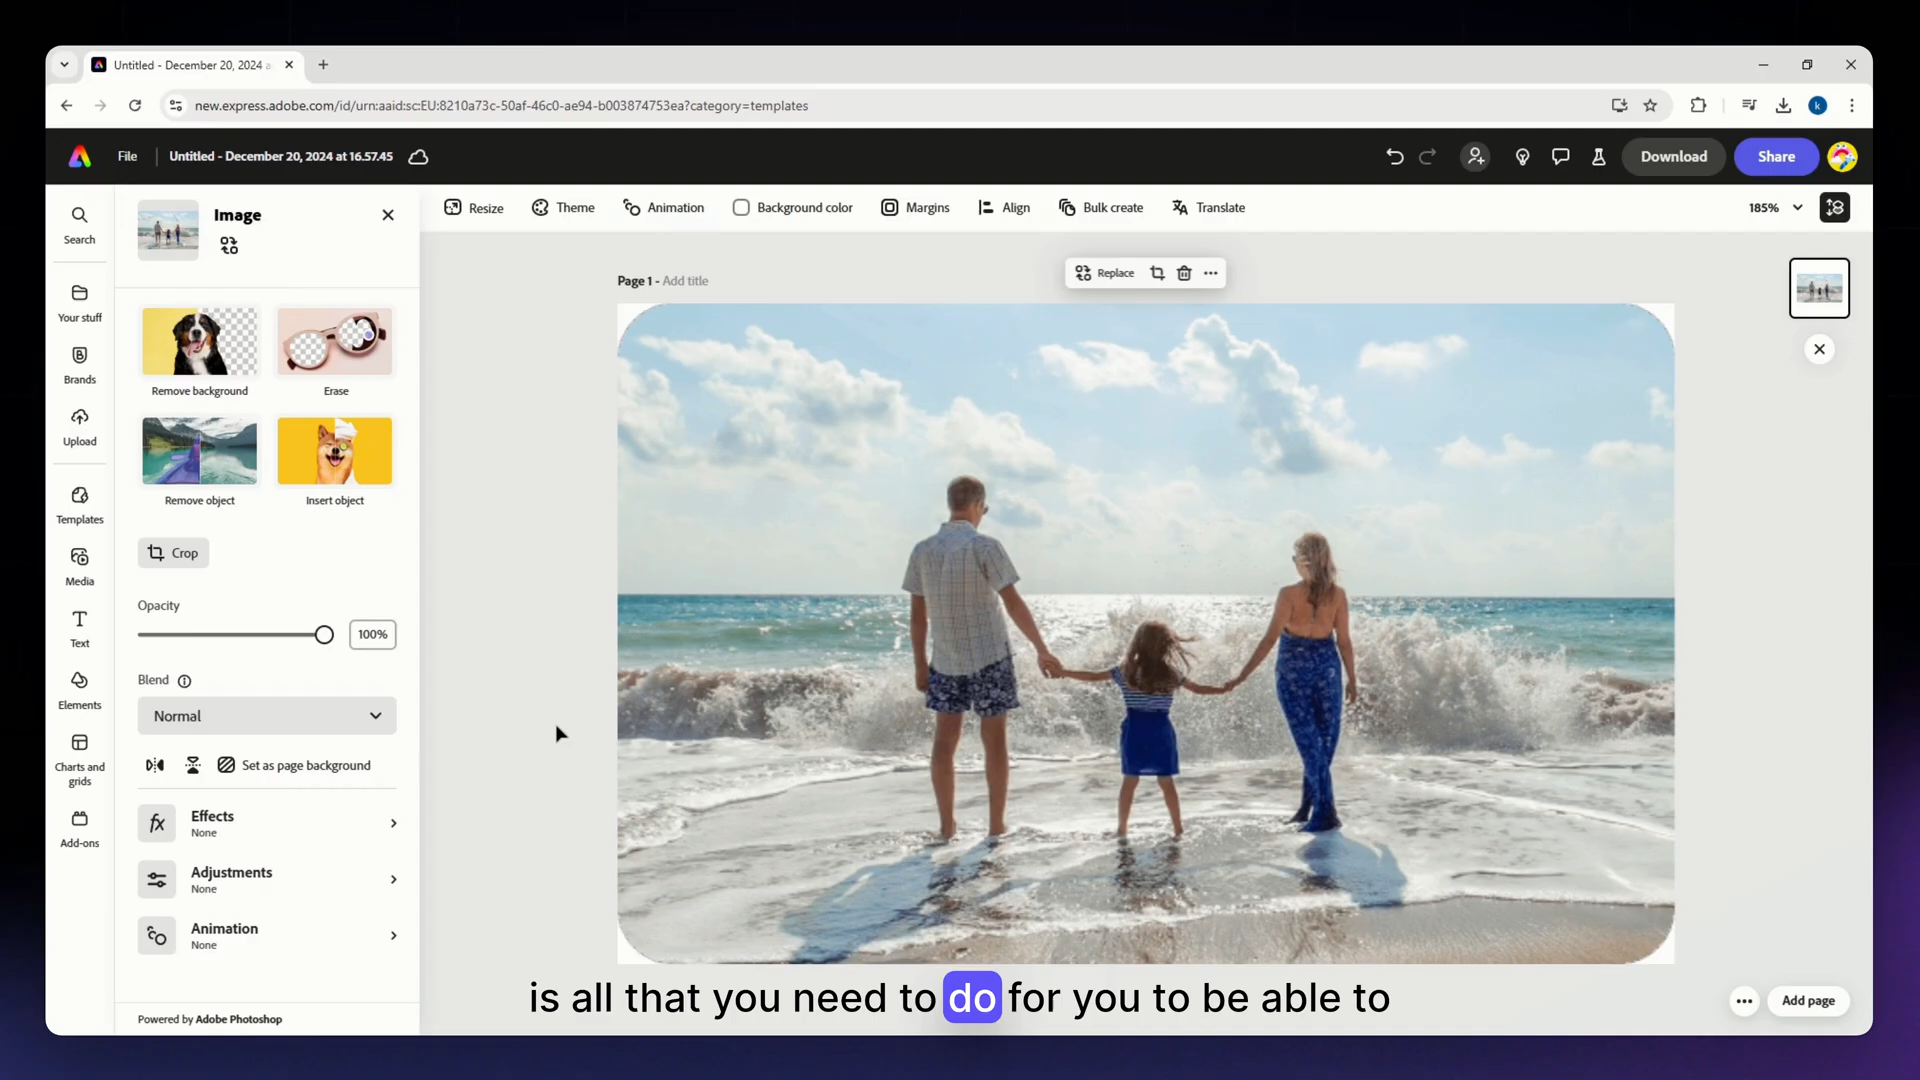 Untitled - December 20, 2024 a
new.express.adobe.com/id/urn:aaid:sc:EU:8210a73c-50af-46c0-ae94-b003874753ea?category=templates
k
File
Untitled - December 20, 2024 at 16.57.45
Download
Share
Search
Your stuff
Brands
Upload
Templates
Media
Text
Elements
Charts and
grids
Add-ons
Image
Remove background
Erase
Remove object
Insert object
Crop
Opacity
100%
Blend
Normal
Set as page background
Effects
None
Adjustments
None
Animation
None
Powered by Adobe Photoshop
Resize
Theme
Animation
Background color
Margins
Align
Bulk create
Translate
185%
Page 1 - Add title
Replace
is all that you need to do for you to be able to
Add page